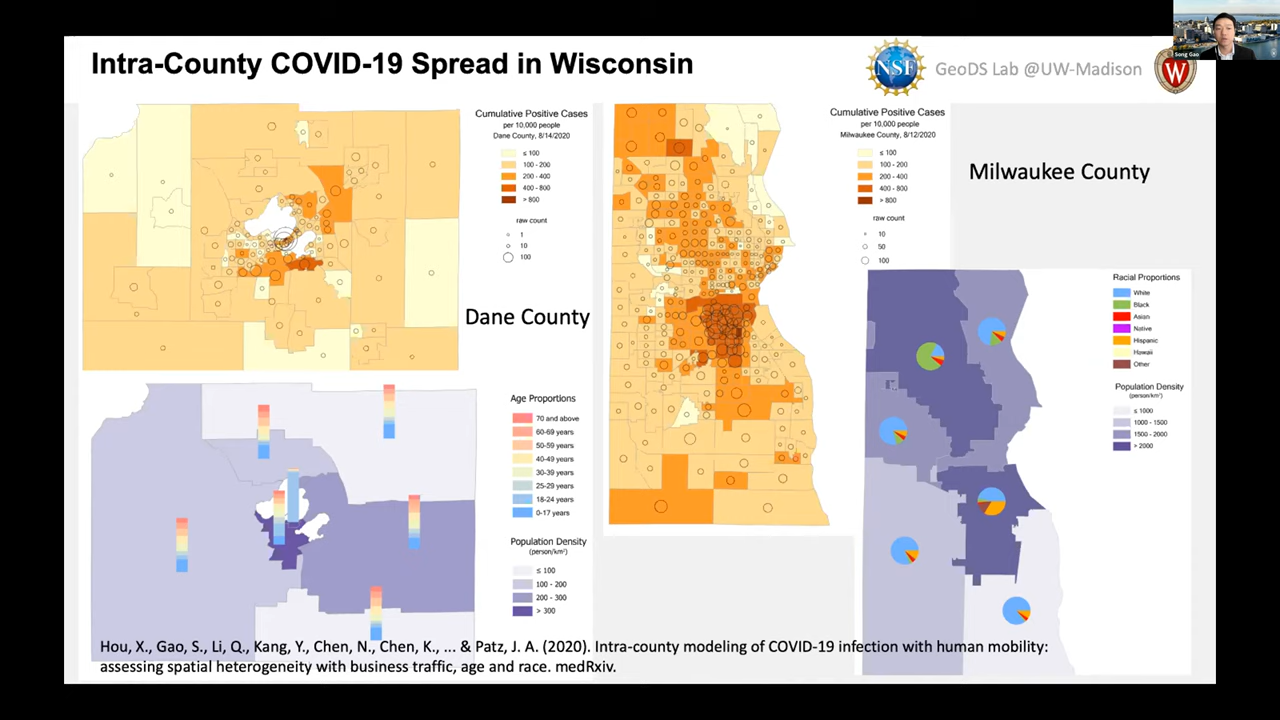 Intra-County COVID-19 Spread in Wisconsin
NSF
GeoDS Lab @UW-Madison
W
Song Gao
Cumulative Positive Cases
per 10,000 people
Dane County, 8/14/2020
≤ 100
100 - 200
200 - 400
400 - 800
> 800
raw count
1
10
100
Dane County
Cumulative Positive Cases
per 10,000 people
Milwaukee County, 8/12/2020
≤ 100
100 - 200
200 - 400
400 - 800
> 800
raw count
10
50
100
Milwaukee County
Age Proportions
70 and above
60-69 years
50-59 years
40-49 years
30-39 years
25-29 years
18-24 years
0-17 years
Population Density
(person/km²)
≤ 100
100 - 200
200 - 300
> 300
Racial Proportions
White
Black
Asian
Native
Hispanic
Hawaii
Other
Population Density
(person/km²)
≤ 1000
1000 - 1500
1500 - 2000
> 2000
Hou, X., Gao, S., Li, Q., Kang, Y., Chen, N., Chen, K., ... & Patz, J. A. (2020). Intra-county modeling of COVID-19 infection with human mobility:
assessing spatial heterogeneity with business traffic, age and race. medRxiv.